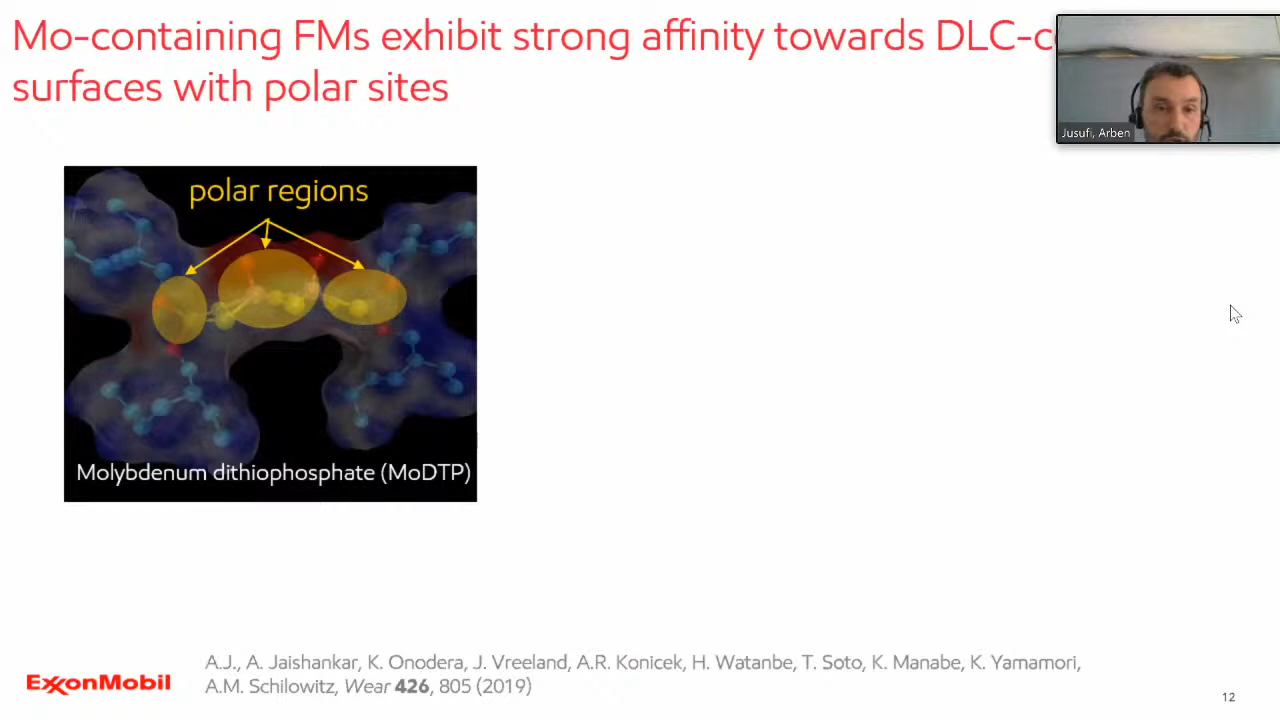 Mo-containing FMs exhibit strong affinity towards DLC-c
surfaces with polar sites
Jusufi, Arben
polar regions
Molybdenum dithiophosphate (MoDTP)
A.J., A. Jaishankar, K. Onodera, J. Vreeland, A.R. Konicek, H. Watanbe, T. Soto, K. Manabe, K. Yamamori,
A.M. Schilowitz, Wear 426, 805 (2019)
ExxonMobil
12